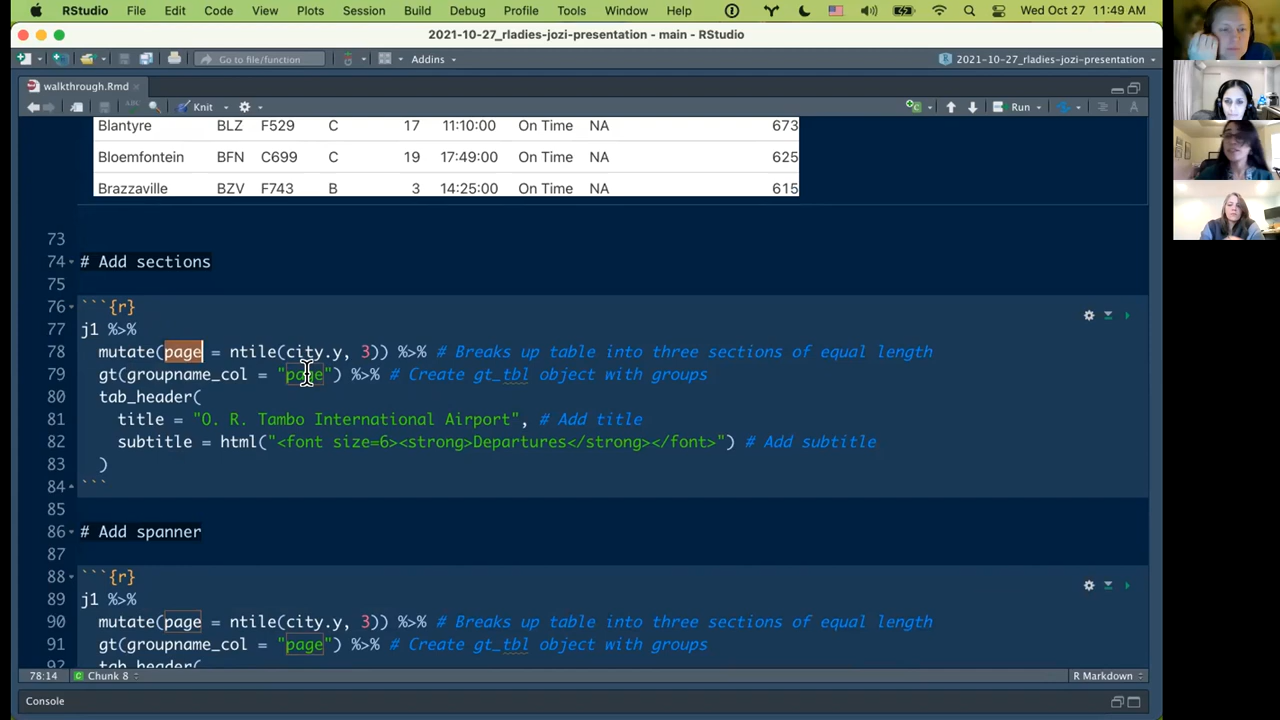 RStudio File Edit Code View Plots Session Build Debug Profile Tools Window Help Wed Oct 27 11:49 AM
2021-10-27_rladies-jozi-presentation - main - RStudio
Go to file/function Addins 2021-10-27_rladies-jozi-presentation
walkthrough.Rmd
Knit Run
Blantyre BLZ F529 C 17 11:10:00 On Time NA 673
Bloemfontein BFN C699 C 19 17:49:00 On Time NA 625
Brazzaville BZV F743 B 3 14:25:00 On Time NA 615
73
74 # Add sections
75
76 ```{r}
77 j1 %>%
78 mutate(page = ntile(city.y, 3)) %>% # Breaks up table into three sections of equal length
79 gt(groupname_col = "page") %>% # Create gt_tbl object with groups
80 tab_header(
81 title = "O. R. Tambo International Airport", # Add title
82 subtitle = html("<font size=6><strong>Departures</strong></font>") # Add subtitle
83 )
84 ```
85
86 # Add spanner
87
88 ```{r}
89 j1 %>%
90 mutate(page = ntile(city.y, 3)) %>% # Breaks up table into three sections of equal length
91 gt(groupname_col = "page") %>% # Create gt_tbl object with groups
92 tab_header(
78:14 Chunk 8 R Markdown
Console